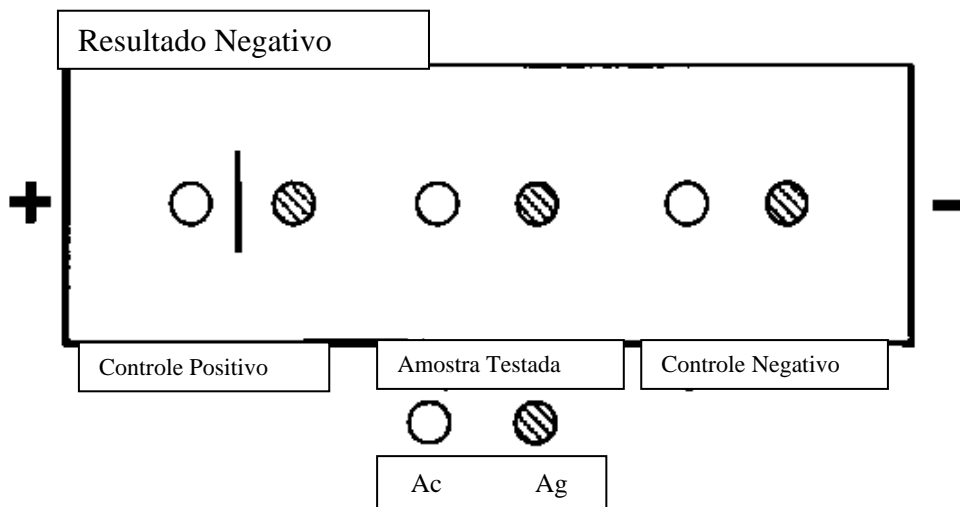 Resultado Negativo
+ -
Controle Positivo Amostra Testada Controle Negativo
Ac Ag